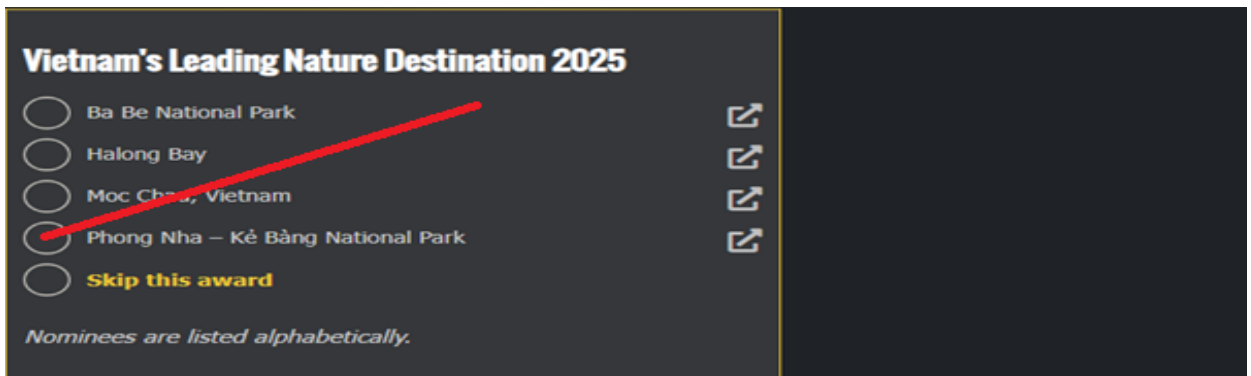 Vietnam's Leading Nature Destination 2025
Ba Be National Park
Halong Bay
Moc Chau, Vietnam
Phong Nha – Kẻ Bàng National Park
Skip this award
Nominees are listed alphabetically.